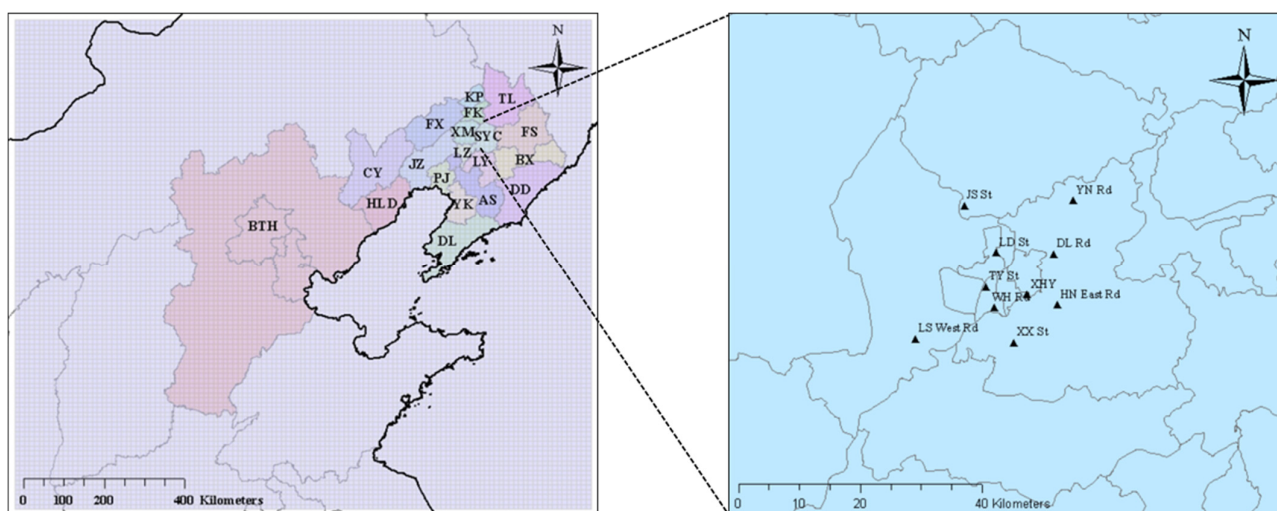 N
KP
TL
FK
FX
XM
SYC
FS
LZ
LY
BX
JZ
CY
PJ
DD
HLD
YK
AS
BTH
DL
0 100 200 400 Kilometers
N
JS St
YN Rd
LD St
DL Rd
TY St
XHY
WH Rd
HN East Rd
LS West Rd
XX St
0 10 20 40 Kilometers